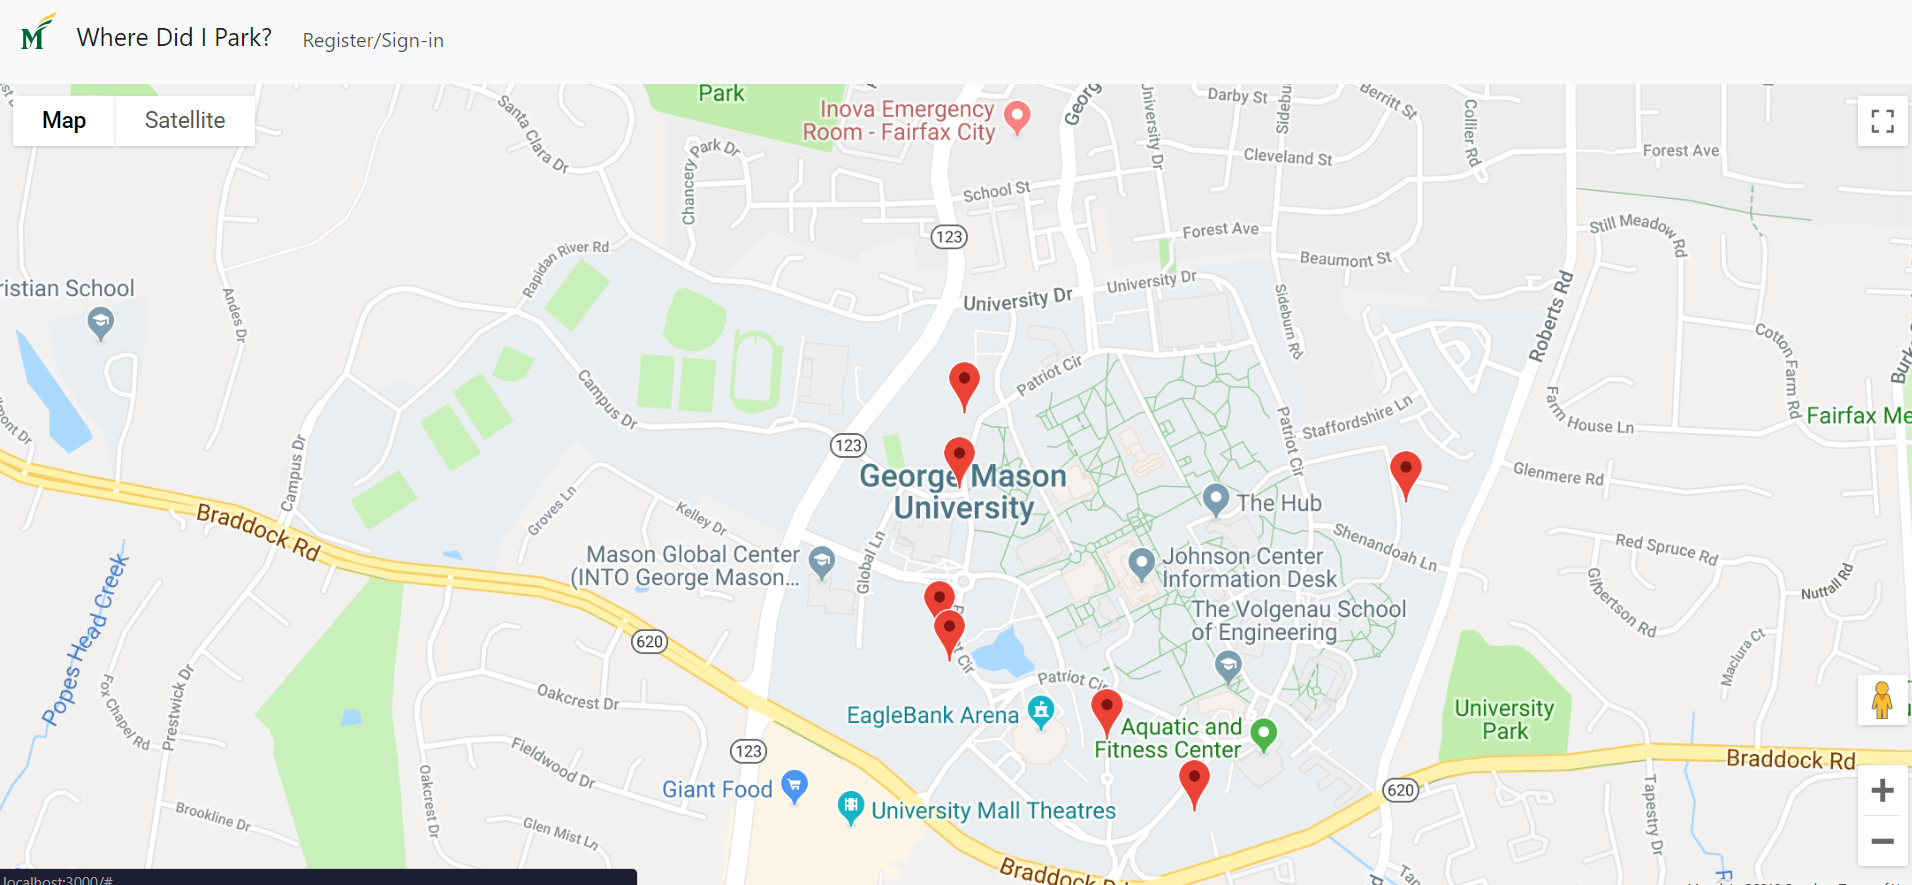 M
Where Did I Park?
Register/Sign-in
Map
Satellite
Park
Inova Emergency
Room - Fairfax City
Georg
University Dr
Darby St
Sidebu
Berritt St
Collier Rd
Forest Ave
Santa Clara Dr
Chancery Park Dr
Cleveland St
School St
123
Forest Ave
Still Meadow Rd
Rapidan River Rd
Beaumont St
University Dr
University Dr
ristian School
Andes Dr
Sideburn Rd
Roberts Rd
Cotton Farm Rd
Burke
Patriot Cir
Campus Dr
Farm House Ln
Fairfax Me
Staffordshire Ln
Patriot Cir
lmont Dr
123
Campus Dr
George Mason
University
The Hub
Glenmere Rd
Braddock Rd
Groves Ln
Kelley Dr
Global Ln
Shenandoah Ln
Red Spruce Rd
Mason Global Center
(INTO George Mason...
Johnson Center
Information Desk
Gilbertson Rd
Nuttall Rd
Popes Head Creek
The Volgenau School
of Engineering
620
Maclura Ct
Fox Chapel Rd
Prestwick Dr
Oakcrest Dr
Patriot Cir
EagleBank Arena
Aquatic and
Fitness Center
University
Park
123
Fieldwood Dr
Oakcrest Dr
Braddock Rd
Giant Food
620
University Mall Theatres
Brookline Dr
Glen Mist Ln
Tapestry Dr
Braddock Rd
localhost:3000/#